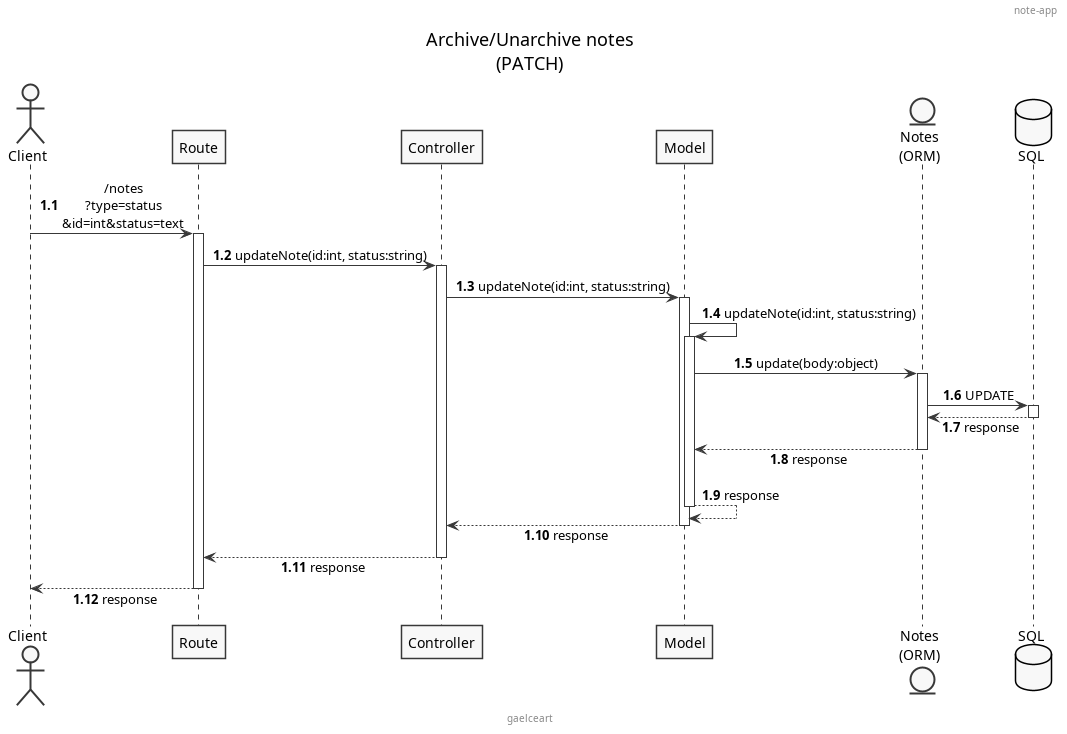 note-app
Archive/Unarchive notes
(PATCH)
Client
Route
Controller
Model
Notes
(ORM)
SQL
/notes
1.1 ?type=status
&id=int&status=text
1.2 updateNote(id:int, status:string)
1.3 updateNote(id:int, status:string)
1.4 updateNote(id:int, status:string)
1.5 update(body:object)
1.6 UPDATE
1.7 response
1.8 response
1.9 response
1.10 response
1.11 response
1.12 response
Client
Route
Controller
Model
Notes
(ORM)
SQL
gaelceart